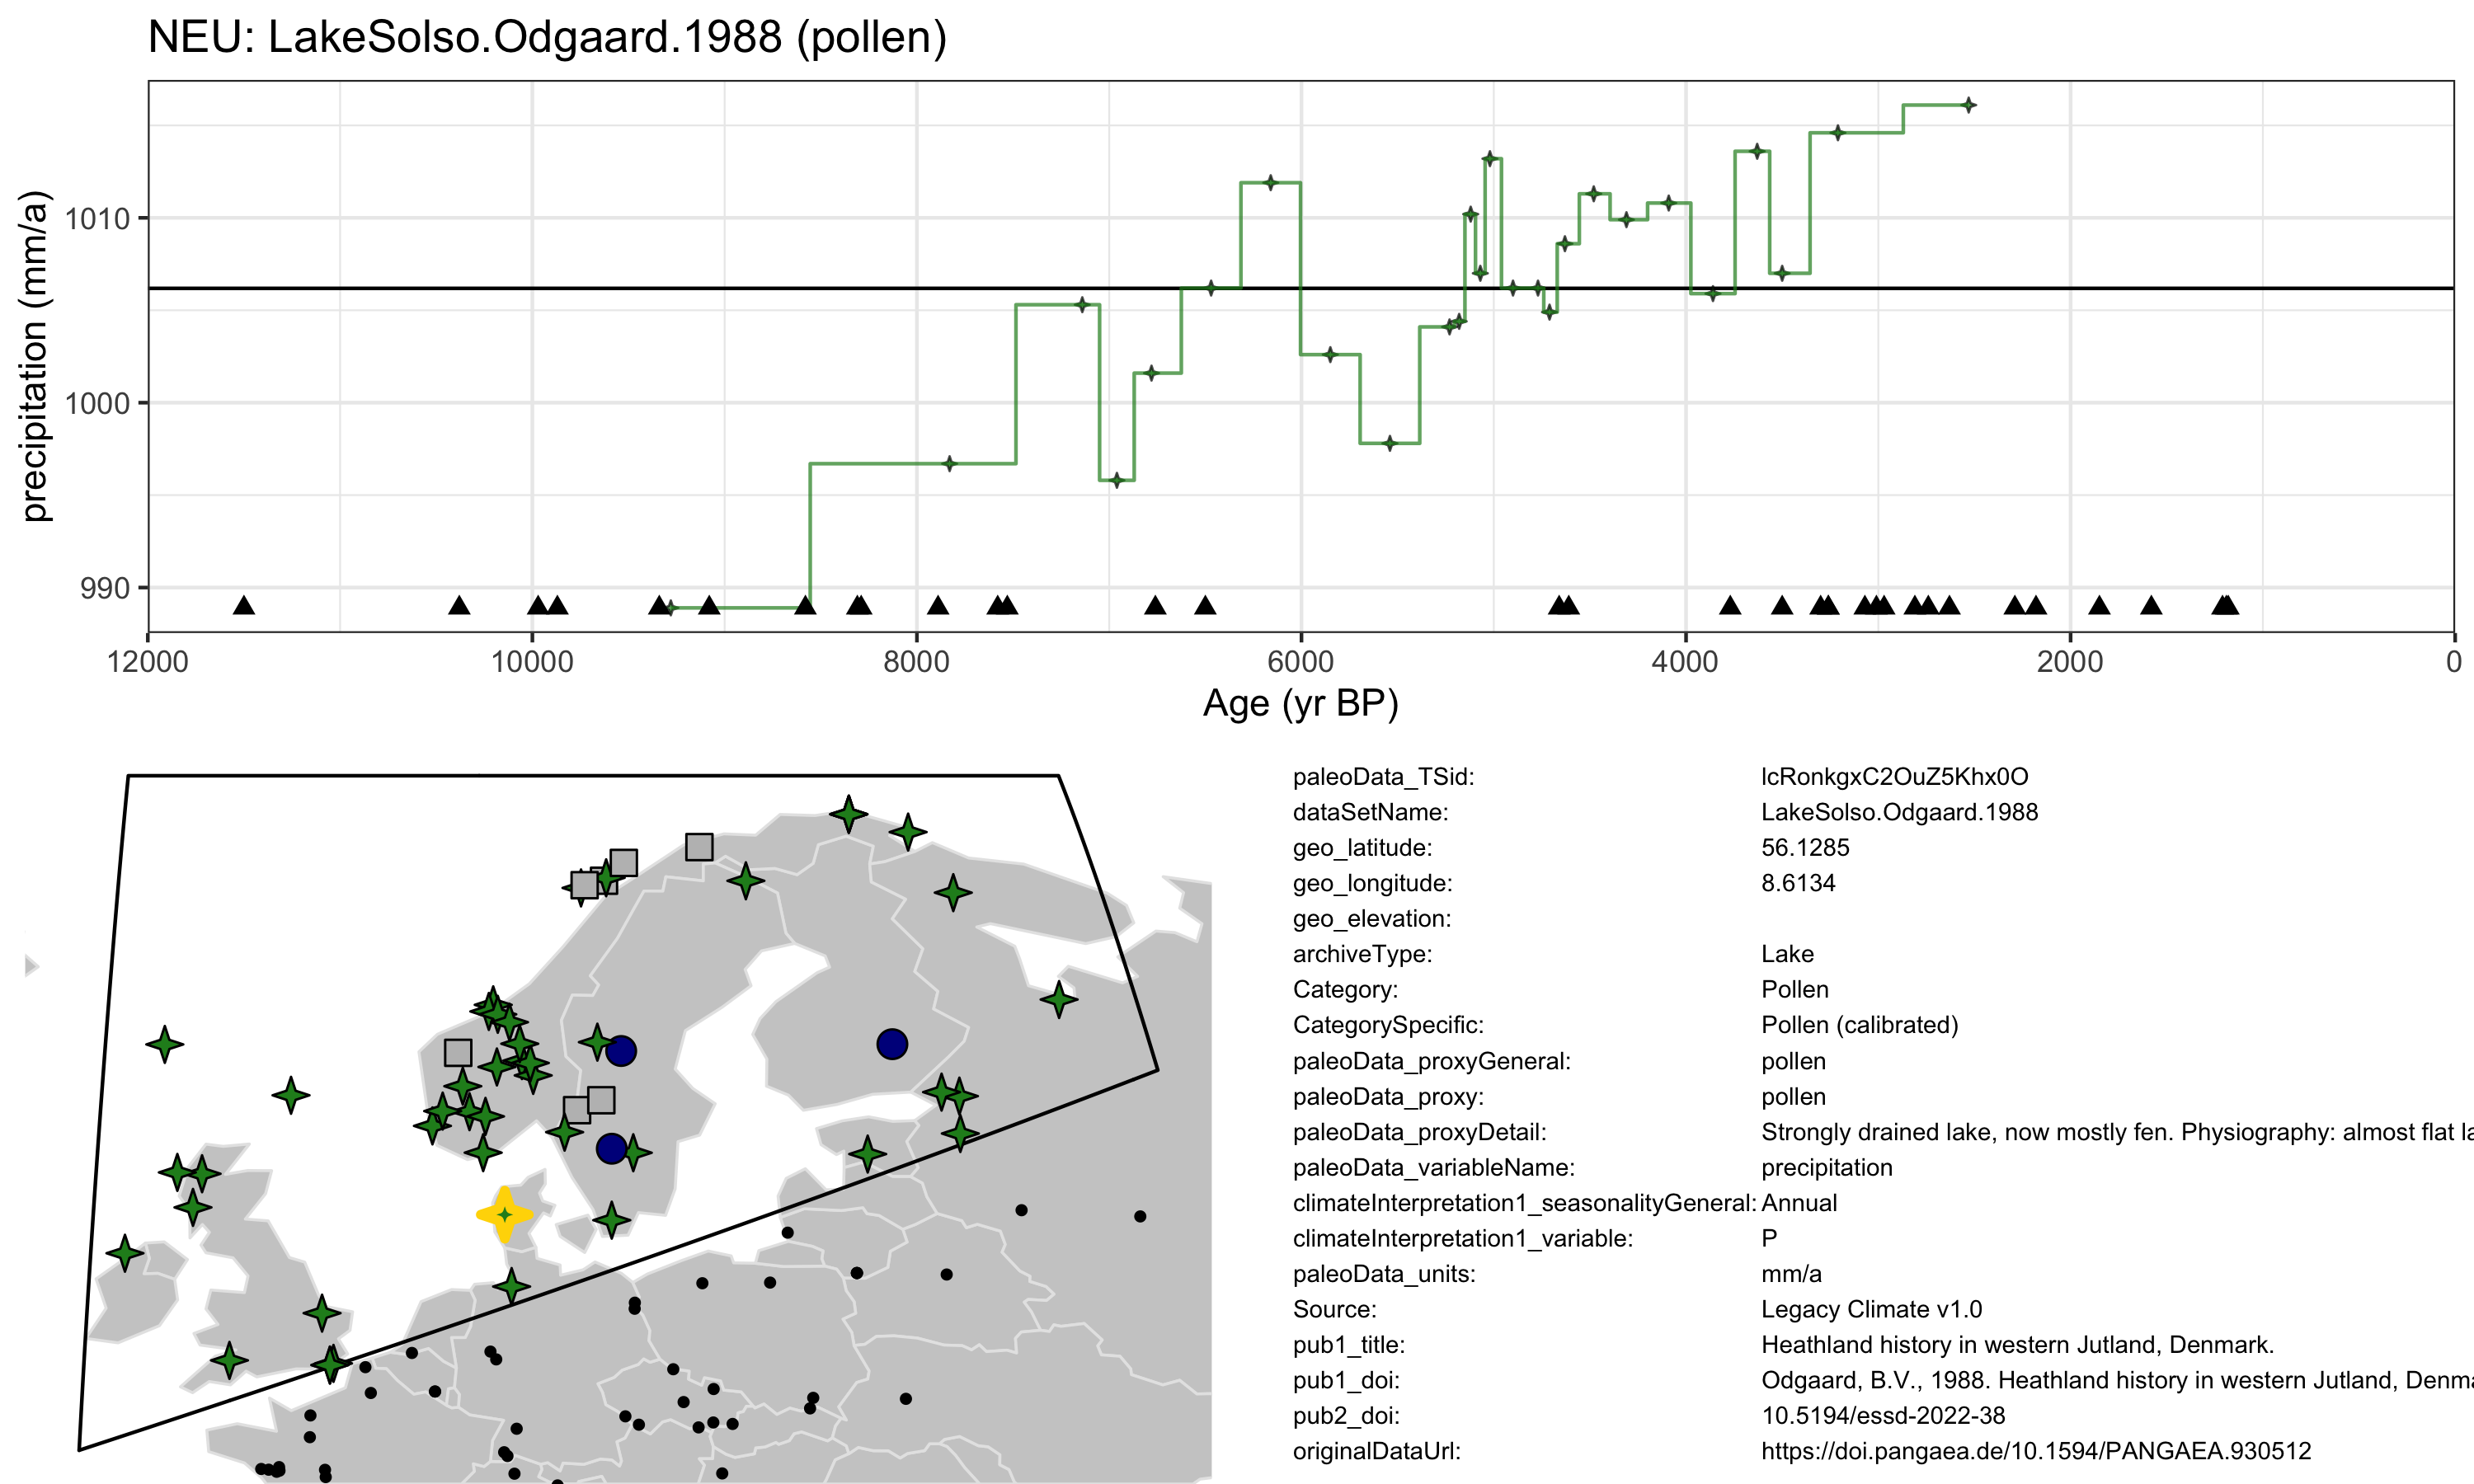 NEU: LakeSolso.Odgaard.1988 (pollen)
precipitation (mm/a)
1010
1000
990
12000 10000 8000 6000 4000 2000 0
Age (yr BP)
paleoData_TSid: lcRonkgxC2OuZ5Khx0O
dataSetName: LakeSolso.Odgaard.1988
geo_latitude: 56.1285
geo_longitude: 8.6134
geo_elevation:
archiveType: Lake
Category: Pollen
CategorySpecific: Pollen (calibrated)
paleoData_proxyGeneral: pollen
paleoData_proxy: pollen
paleoData_proxyDetail: Strongly drained lake, now mostly fen. Physiography: almost flat la
paleoData_variableName: precipitation
climateInterpretation1_seasonalityGeneral: Annual
climateInterpretation1_variable: P
paleoData_units: mm/a
Source: Legacy Climate v1.0
pub1_title: Heathland history in western Jutland, Denmark.
pub1_doi: Odgaard, B.V., 1988. Heathland history in western Jutland, Denma
pub2_doi: 10.5194/essd-2022-38
originalDataUrl: https://doi.pangaea.de/10.1594/PANGAEA.930512